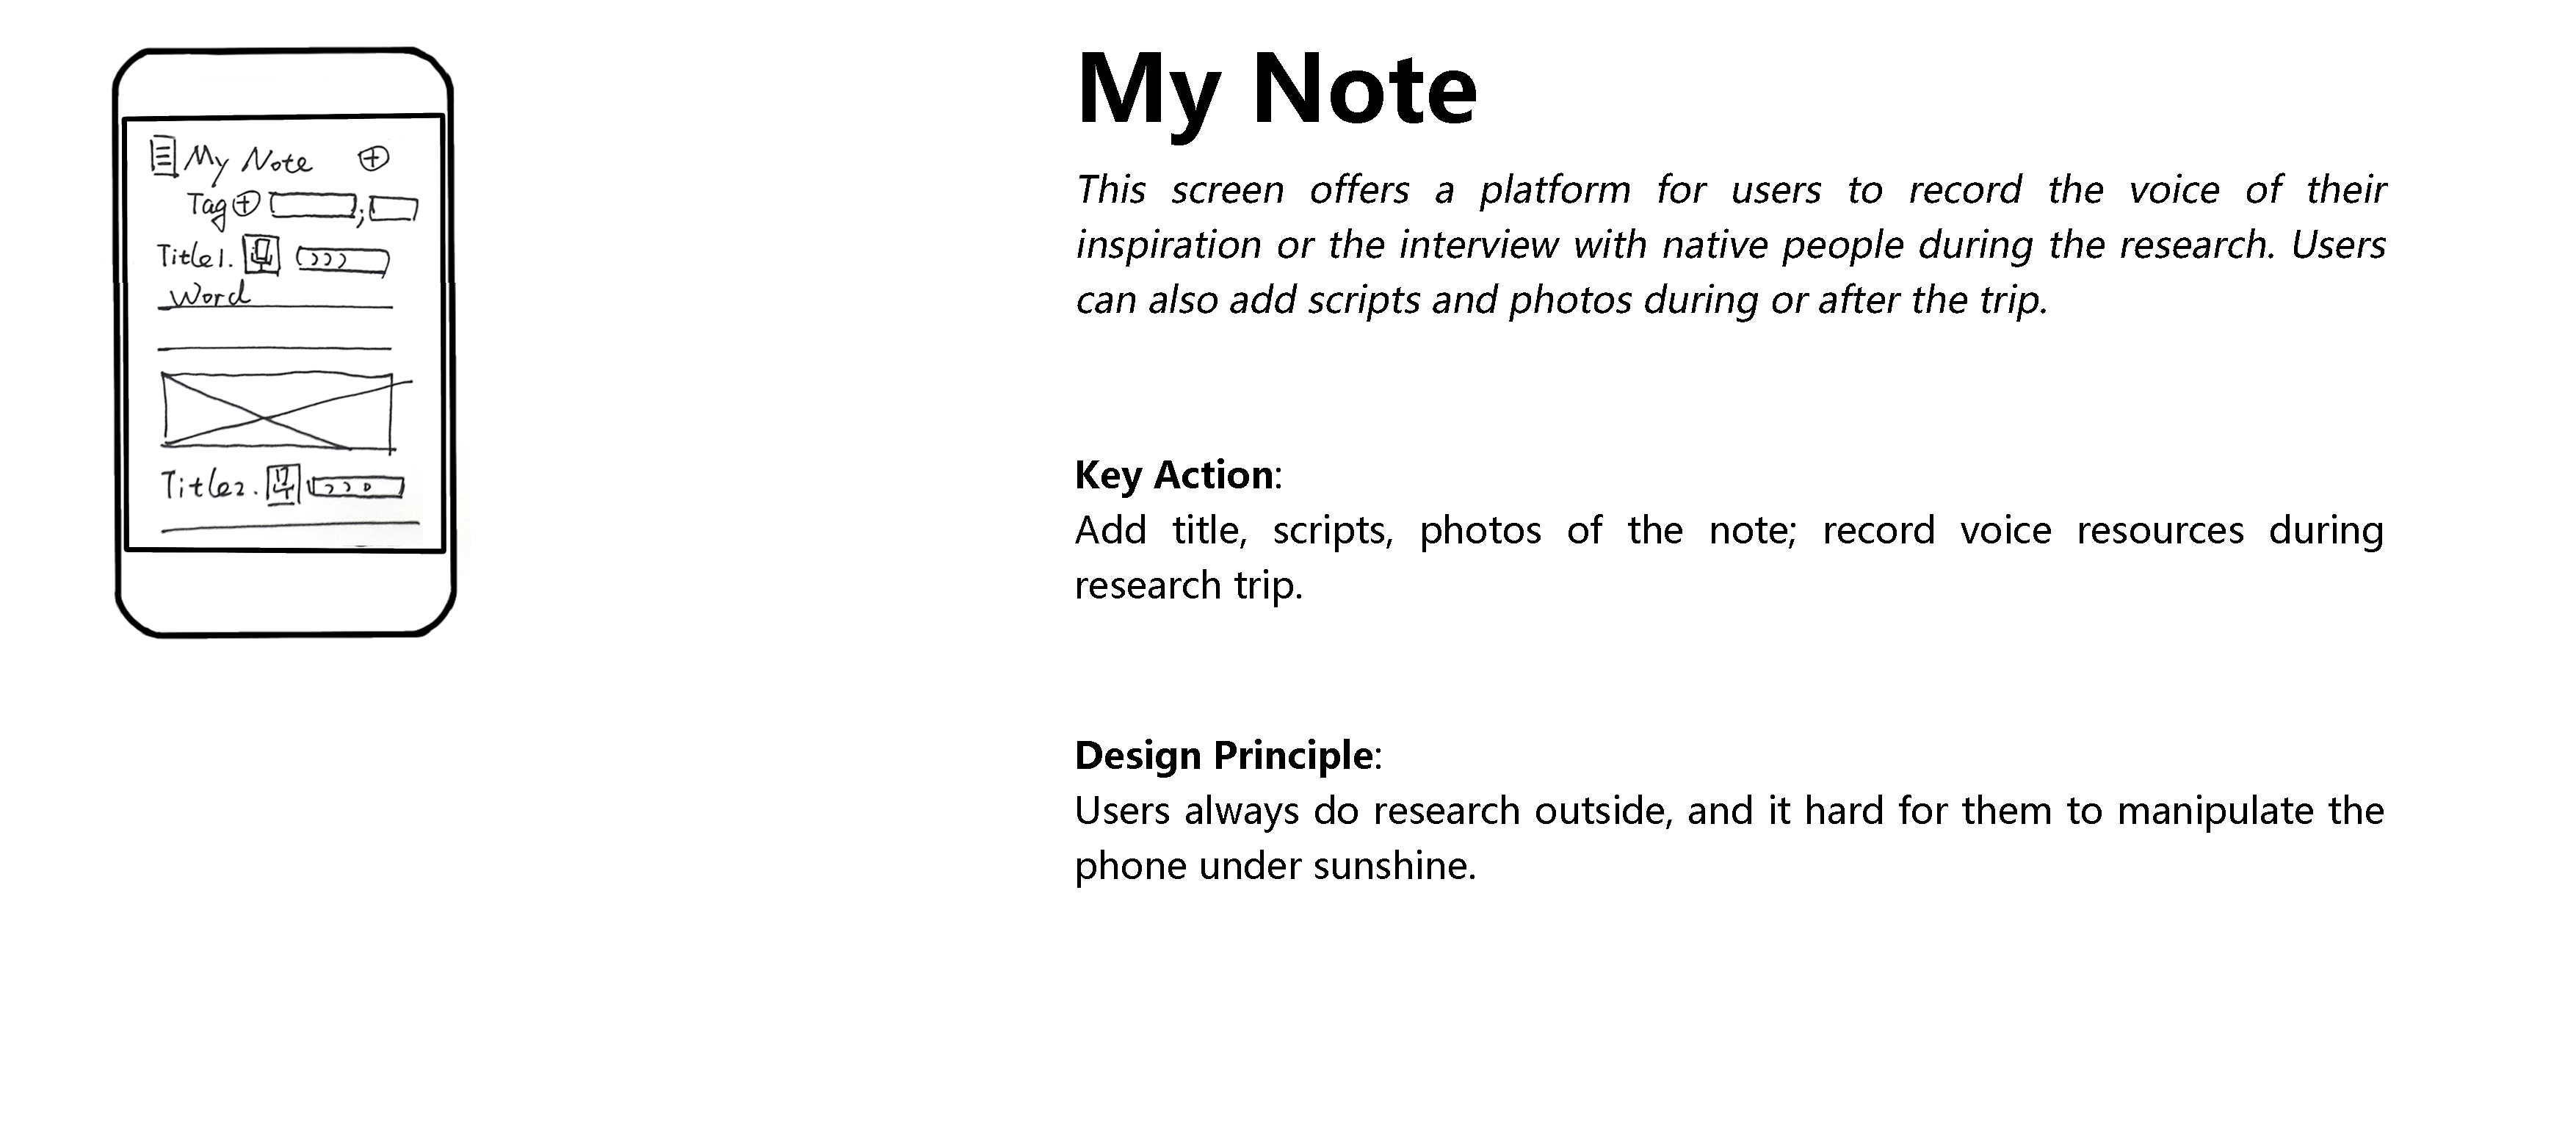 My Note
Tag
Title1.
Word
Title2.
My Note
This screen offers a platform for users to record the voice of their
inspiration or the interview with native people during the research. Users
can also add scripts and photos during or after the trip.
Key Action:
Add title, scripts, photos of the note; record voice resources during
research trip.
Design Principle:
Users always do research outside, and it hard for them to manipulate the
phone under sunshine.